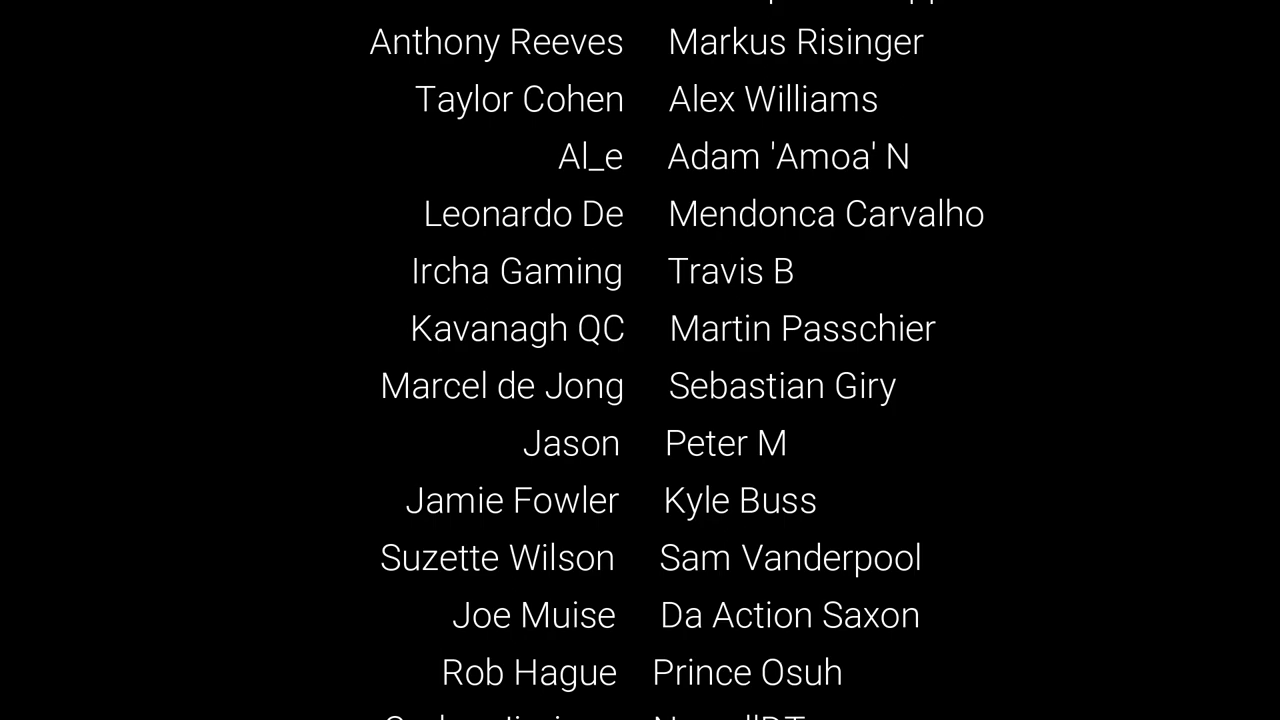 Anthony Reeves Markus Risinger
Taylor Cohen Alex Williams
Al_e Adam 'Amoa' N
Leonardo De Mendonca Carvalho
Ircha Gaming Travis B
Kavanagh QC Martin Passchier
Marcel de Jong Sebastian Giry
Jason Peter M
Jamie Fowler Kyle Buss
Suzette Wilson Sam Vanderpool
Joe Muise Da Action Saxon
Rob Hague Prince Osuh